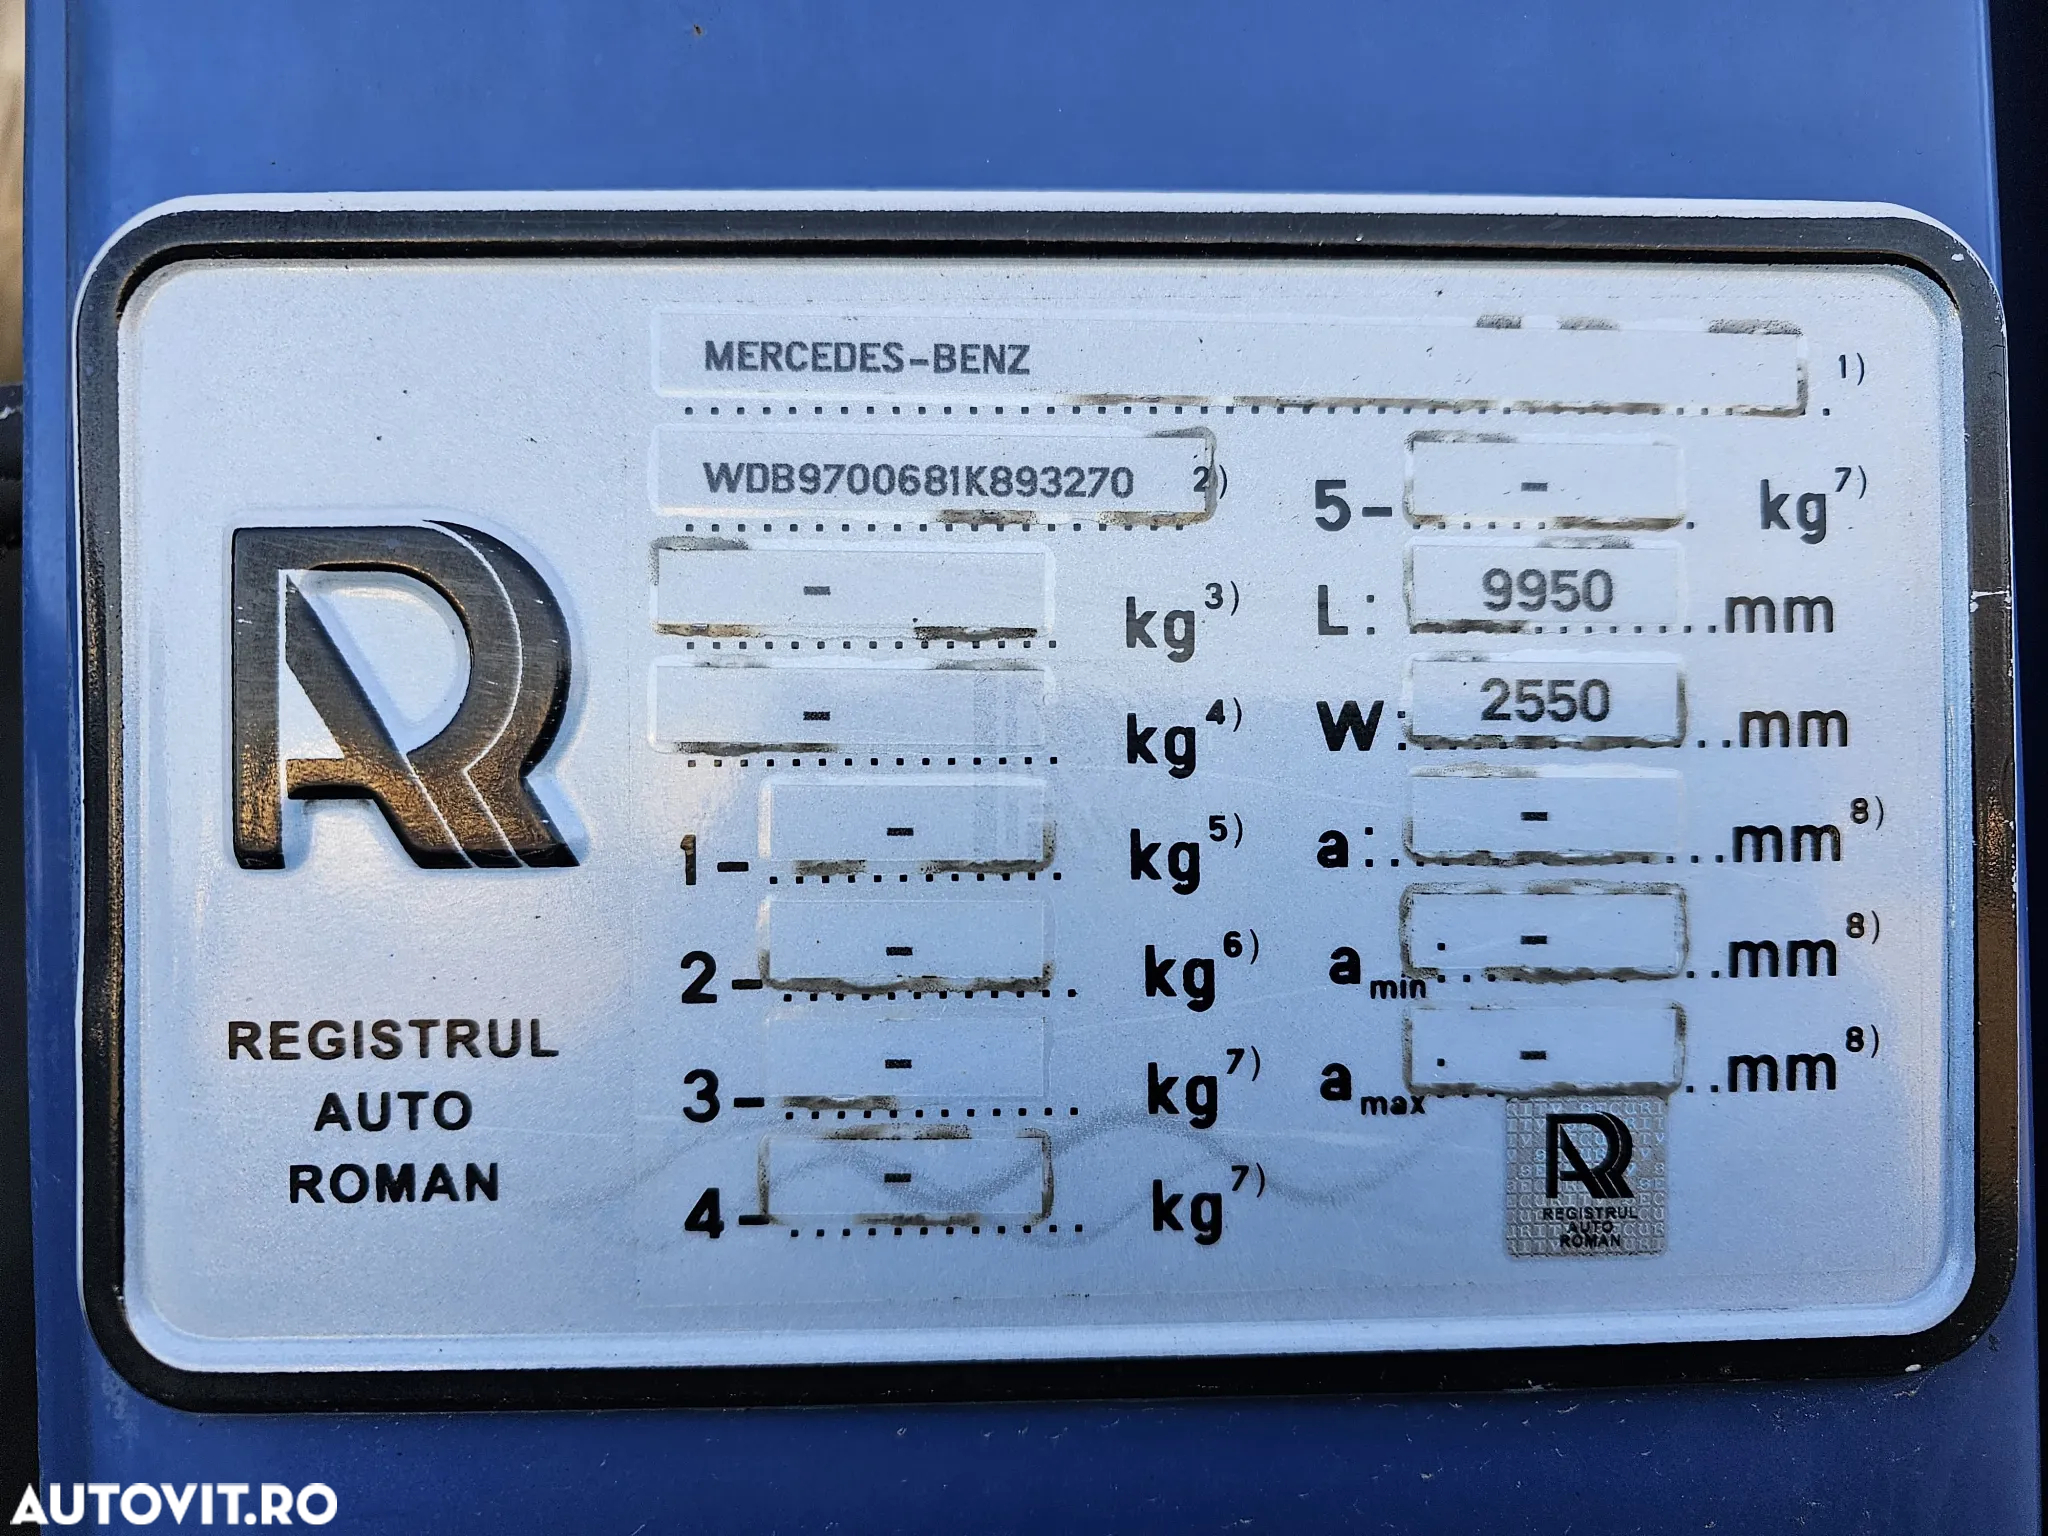 MERCEDES-BENZ 1)
WDB9700681K893270 2)
- kg 3)
- kg 4)
1- - kg 5)
2- - kg 6)
3- - kg 7)
4- - kg 7)
5- - kg 7)
L: 9950 mm
W: 2550 mm
a: - mm 8)
a min - mm 8)
a max - mm 8)
REGISTRUL
AUTO
ROMAN
REGISTRUL
AUTO
ROMAN
AUTOVIT.RO